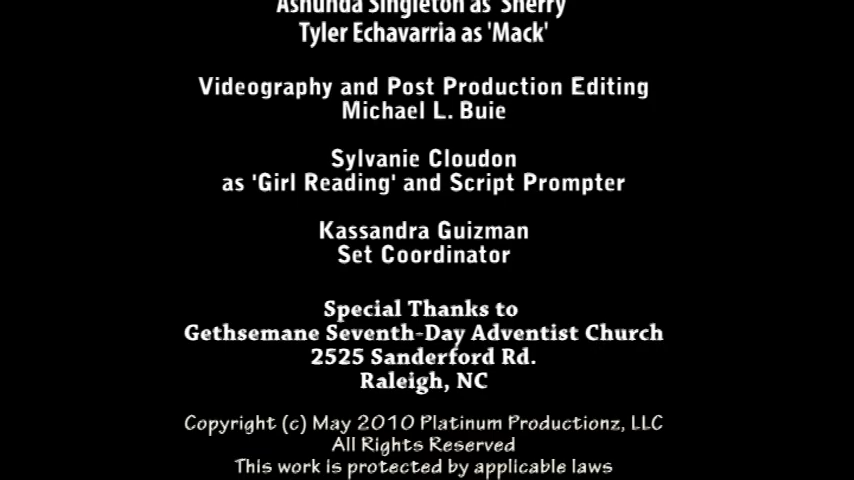 Ashunda Singleton as 'Sherry'
Tyler Echavarria as 'Mack'
Videography and Post Production Editing
Michael L. Buie
Sylvanie Cloudon
as 'Girl Reading' and Script Prompter
Kassandra Guizman
Set Coordinator
Special Thanks to
Gethsemane Seventh-Day Adventist Church
2525 Sanderford Rd.
Raleigh, NC
Copyright (c) May 2010 Platinum Productionz, LLC
All Rights Reserved
This work is protected by applicable laws